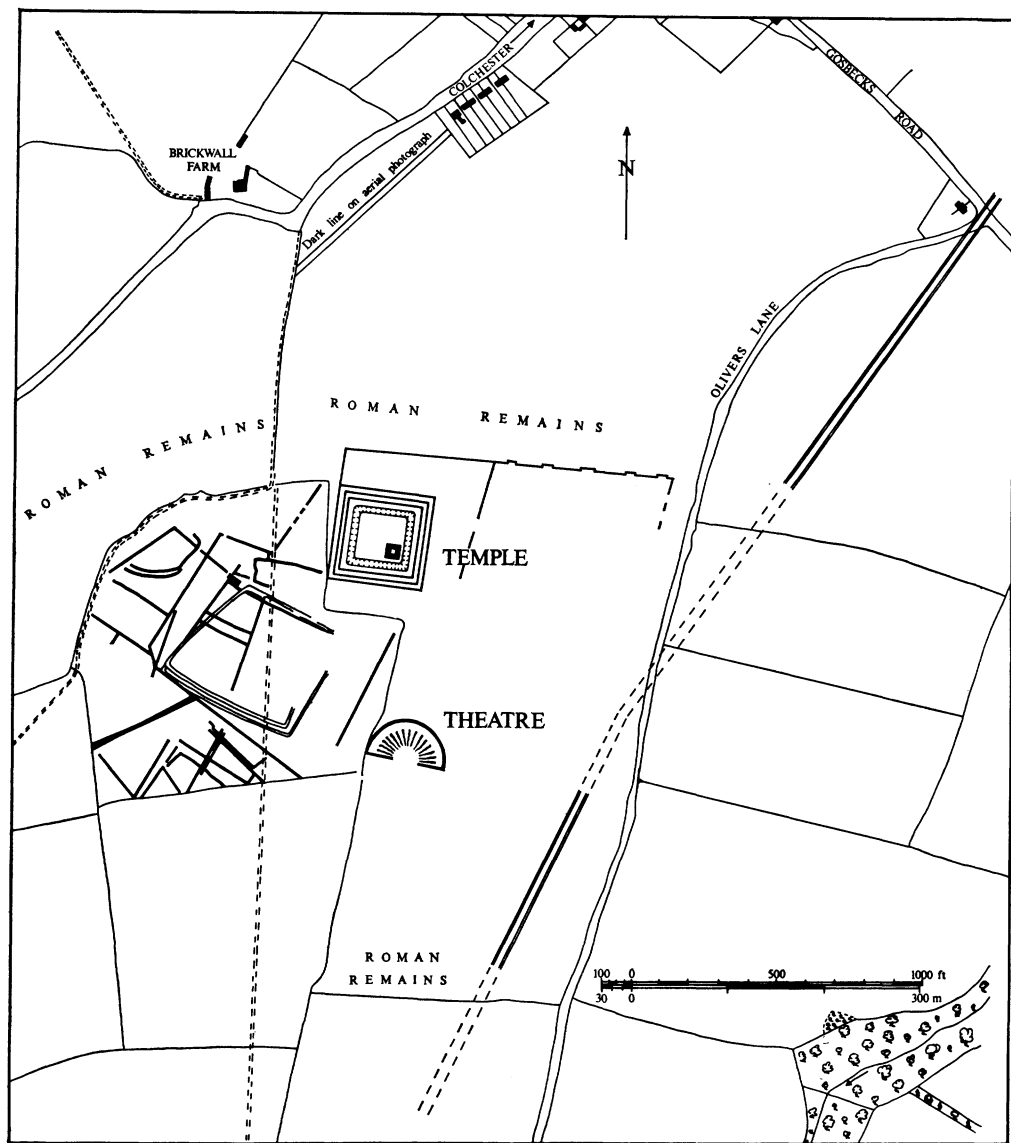 GOSBECKS ROAD
COLCHESTER
BRICKWALL
FARM
Dark line on aerial photograph
N
OLIVERS LANE
ROMAN REMAINS
ROMAN REMAINS
TEMPLE
THEATRE
ROMAN
REMAINS
100 0 500 1000 ft
30 0 300 m